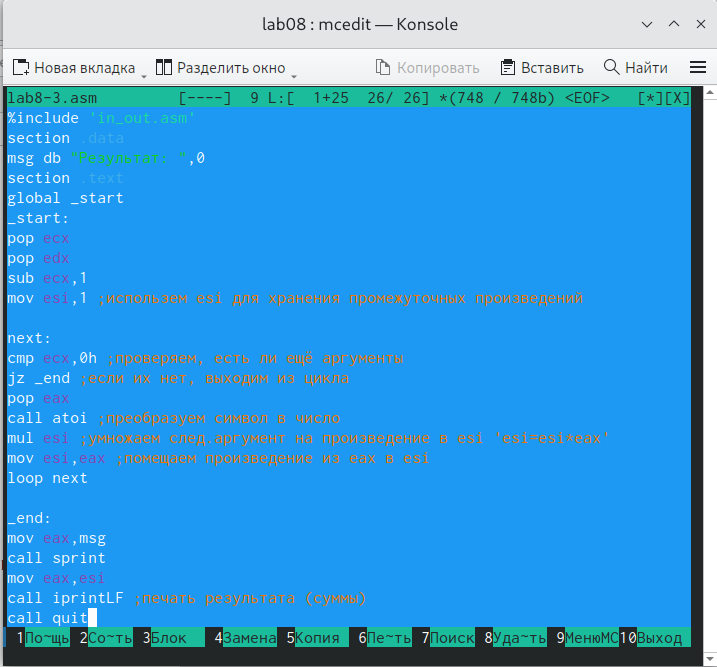 lab08 : mcedit — Konsole
Новая вкладка Разделить окно Копировать Вставить Найти
lab8-3.asm [----] 9 L:[ 1+25 26/ 26] *(748 / 748b) <EOF> [*][X]
%include 'in_out.asm'
section .data
msg db "Результат: ",0
section .text
global _start
_start:
pop ecx
pop edx
sub ecx,1
mov esi,1 ;использем esi для хранения промежуточных произведений
next:
cmp ecx,0h ;проверяем, есть ли ещё аргументы
jz _end ;если их нет, выходим из цикла
pop eax
call atoi ;преобразуем символ в число
mul esi ;умножаем след.аргумент на произведение в esi 'esi=esi*eax'
mov esi,eax ;помещаем произведение из eax в esi
loop next
_end:
mov eax,msg
call sprint
mov eax,esi
call iprintLF ;печать результата (суммы)
call quit
1По~щь 2Со~ть 3Блок 4Замена 5Копия 6Пе~ть 7Поиск 8Уда~ть 9МенюMC 10Выход